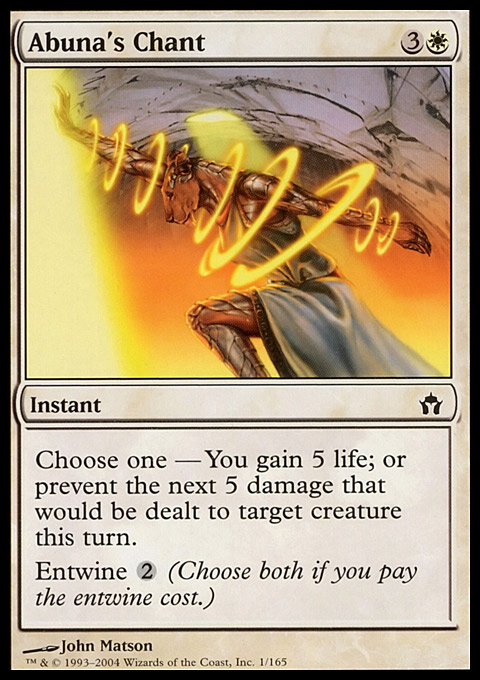 Abuna's Chant 3
Instant
Choose one — You gain 5 life; or
prevent the next 5 damage that
would be dealt to target creature
this turn.
Entwine 2 (Choose both if you pay
the entwine cost.)
John Matson
™ & © 1993–2004 Wizards of the Coast, Inc. 1/165